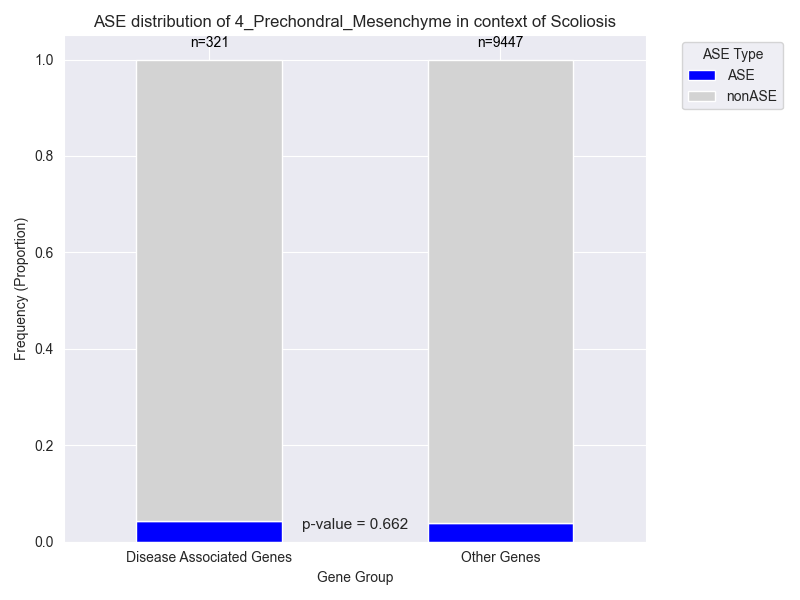 ASE distribution of 4_Prechondral_Mesenchyme in context of Scoliosis
n=321
n=9447
ASE Type
ASE
nonASE
Frequency (Proportion)
1.0
0.8
0.6
0.4
0.2
0.0
p-value = 0.662
Disease Associated Genes
Other Genes
Gene Group